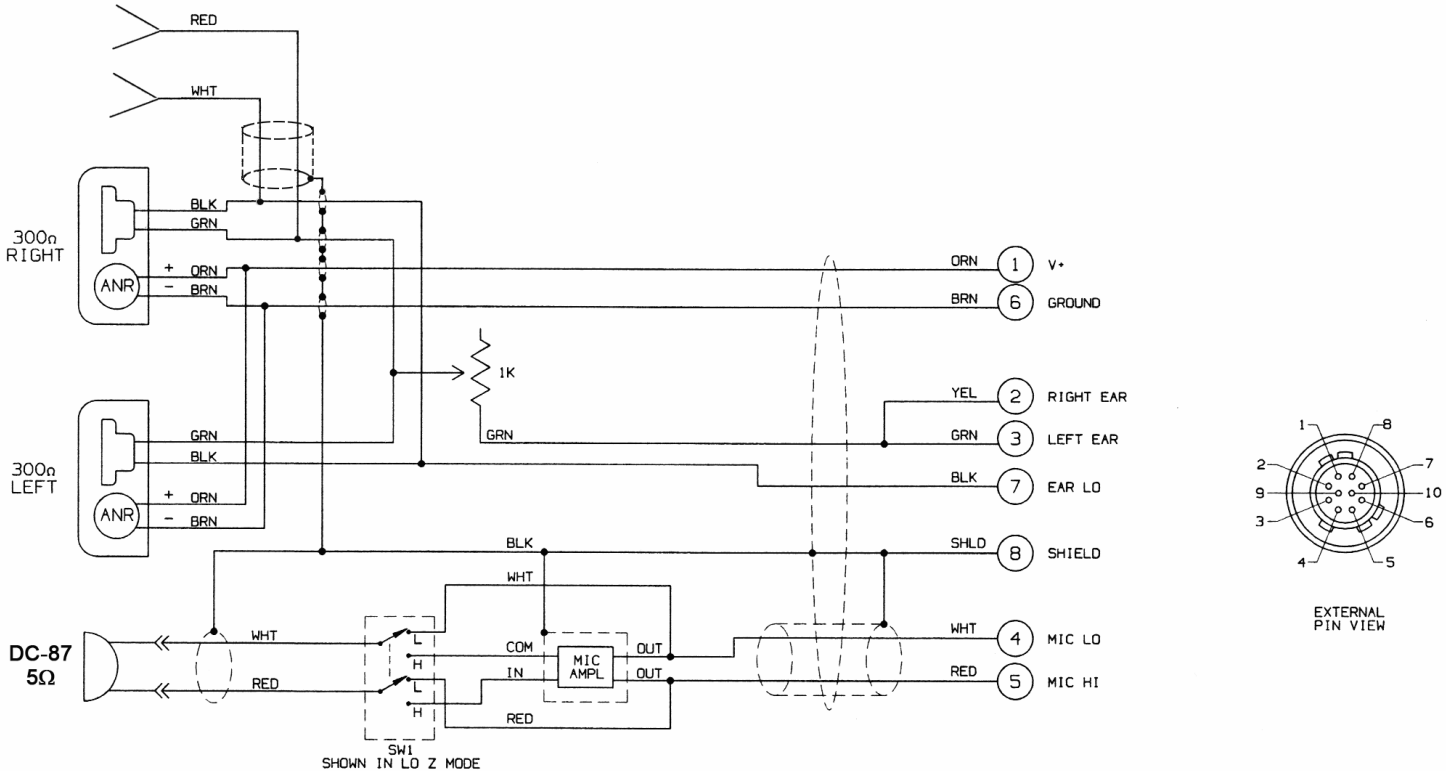 RED
WHT
BLK
GRN
300Ω
RIGHT
+ ORN
ANR
- BRN
ORN 1 V+
BRN 6 GROUND
1K
YEL 2 RIGHT EAR
GRN
GRN
GRN 3 LEFT EAR
BLK
300Ω
LEFT
BLK 7 EAR LO
+ ORN
ANR
- BRN
BLK
SHLD 8 SHIELD
WHT
WHT
L
H
COM
OUT
WHT 4 MIC LO
DC-87
5Ω
MIC
AMPL
RED
L
H
IN
OUT
RED 5 MIC HI
RED
SW1
SHOWN IN LO Z MODE
1
8
2
7
9
10
3
6
4
5
EXTERNAL
PIN VIEW